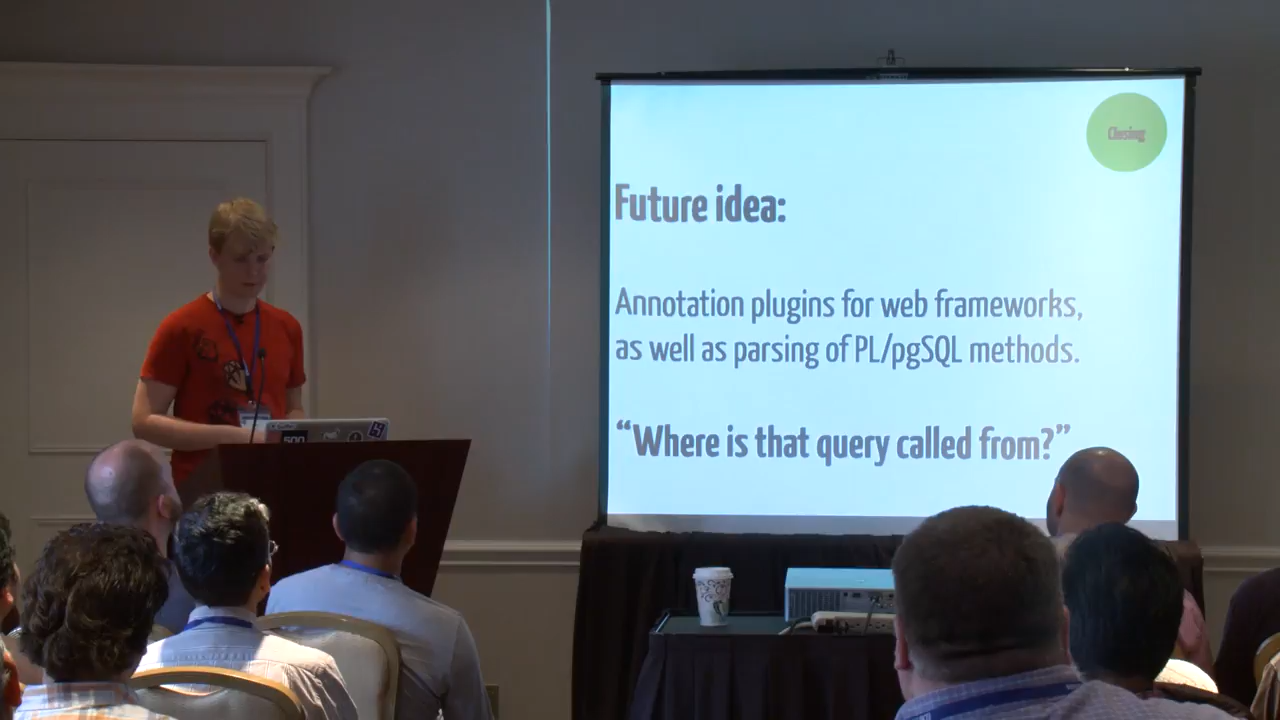 Closing
Future idea:
Annotation plugins for web frameworks,
as well as parsing of PL/pgSQL methods.
“Where is that query called from?”
500